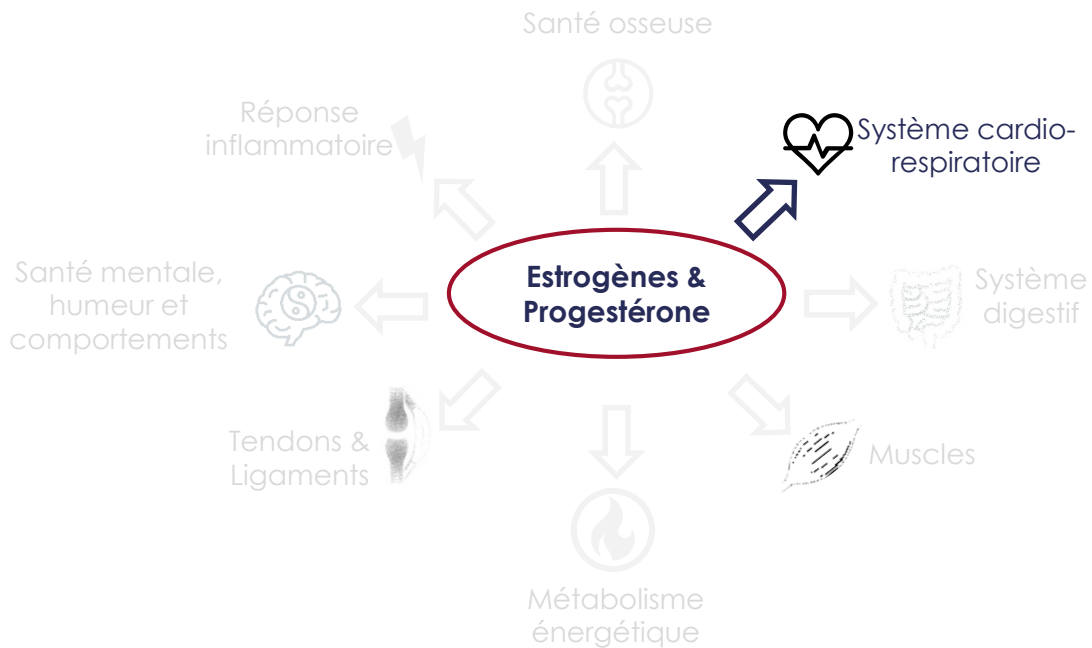 Santé osseuse
Réponse
inflammatoire
Système cardio-
respiratoire
Santé mentale,
humeur et
comportements
Estrogènes &
Progestérone
Système
digestif
Tendons &
Ligaments
Muscles
Métabolisme
énergétique